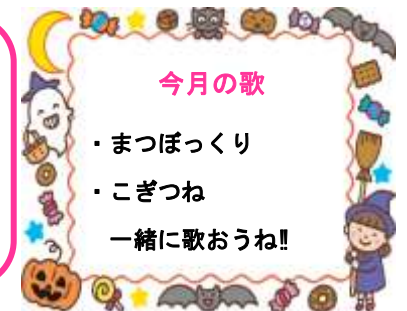 今月の歌
・まつぼっくり
・こぎつね
一緒に歌おうね‼